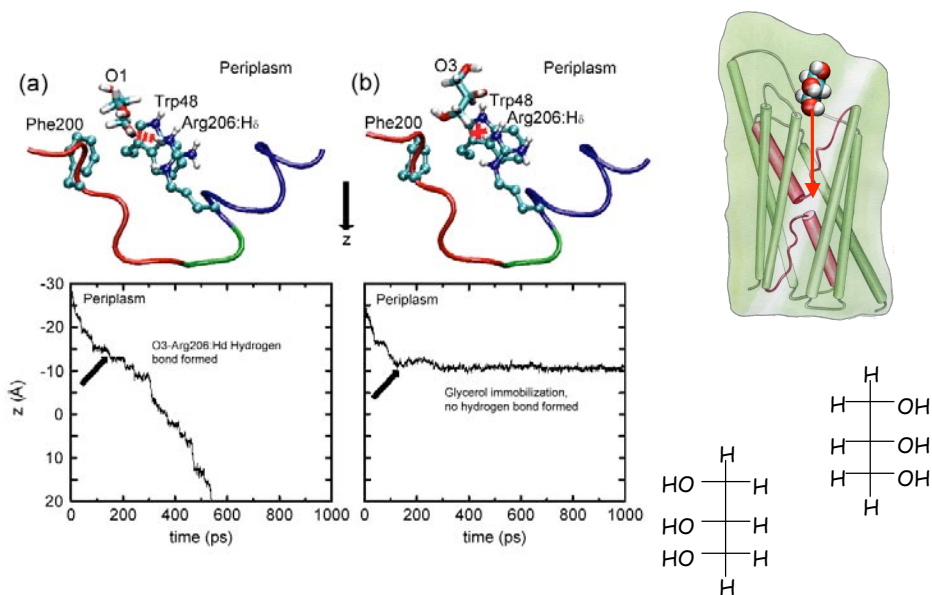 (a)
O1
Periplasm
Trp48
Phe200
Arg206:Hδ
(b)
O3
Periplasm
Trp48
Phe200
Arg206:Hδ
z
-30
-20
-10
0
10
20
z (Å)
Periplasm
O3-Arg206:Hd Hydrogen
bond formed
0 200 400 600 800 1000
time (ps)
Periplasm
Glycerol immobilization,
no hydrogen bond formed
0 200 400 600 800 1000
time (ps)
H
HO H
HO H
HO H
H
H
H OH
H OH
H OH
H